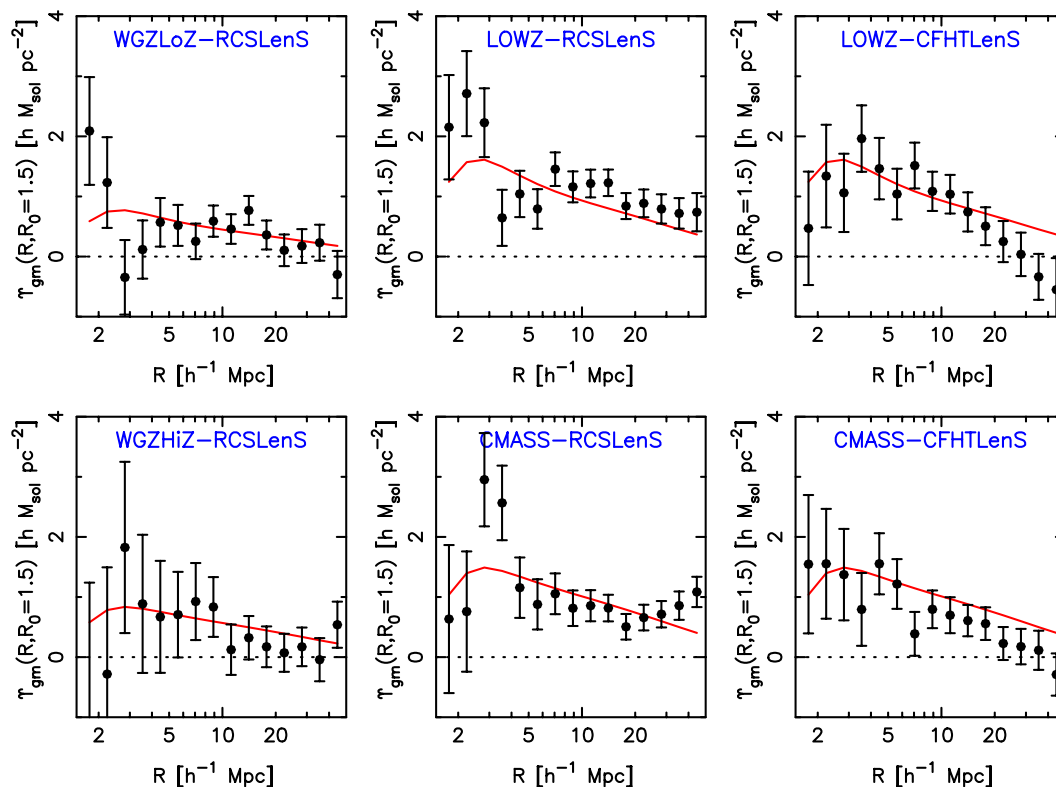 WGZLoZ−RCSLenS
4
2
0
ϒgm(R,R0=1.5) [h Msol pc−2]
2 5 10 20
R [h−1 Mpc]
LOWZ−RCSLenS
4
2
0
ϒgm(R,R0=1.5) [h Msol pc−2]
2 5 10 20
R [h−1 Mpc]
LOWZ−CFHTLenS
4
2
0
ϒgm(R,R0=1.5) [h Msol pc−2]
2 5 10 20
R [h−1 Mpc]
WGZHiZ−RCSLenS
4
2
0
ϒgm(R,R0=1.5) [h Msol pc−2]
2 5 10 20
R [h−1 Mpc]
CMASS−RCSLenS
4
2
0
ϒgm(R,R0=1.5) [h Msol pc−2]
2 5 10 20
R [h−1 Mpc]
CMASS−CFHTLenS
4
2
0
ϒgm(R,R0=1.5) [h Msol pc−2]
2 5 10 20
R [h−1 Mpc]